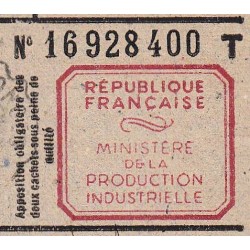 N° 16928400 T
RÉPUBLIQUE
FRANÇAISE
MINISTÈRE
DE LA
PRODUCTION
INDUSTRIELLE
Apposition obligatoire des
deux cachets sous peine de
nullité